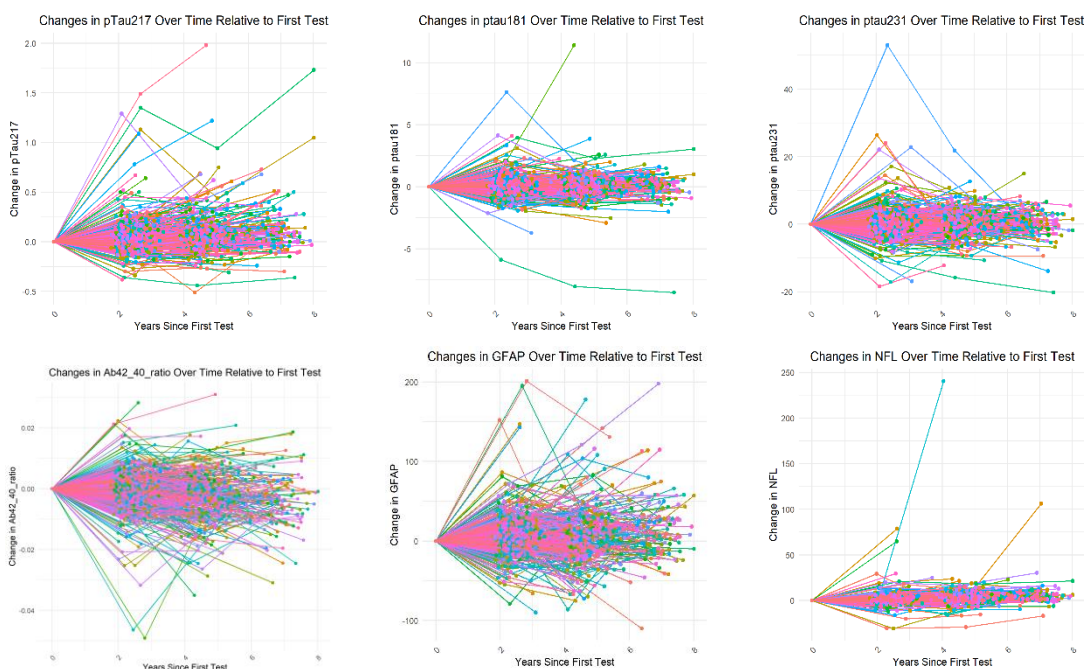 Changes in pTau217 Over Time Relative to First Test
Change in pTau217
2.0
1.5
1.0
0.5
0.0
-0.5
0 2 4 6 8
Years Since First Test
Changes in ptau181 Over Time Relative to First Test
Change in ptau181
10
5
0
-5
0 2 4 6 8
Years Since First Test
Changes in ptau231 Over Time Relative to First Test
Change in ptau231
40
20
0
-20
0 2 4 6 8
Years Since First Test
Changes in Ab42_40_ratio Over Time Relative to First Test
Change in Ab42_40_ratio
0.02
0.00
-0.02
-0.04
0 2 4 6 8
Years Since First Test
Changes in GFAP Over Time Relative to First Test
Change in GFAP
200
100
0
-100
0 2 4 6 8
Years Since First Test
Changes in NFL Over Time Relative to First Test
Change in NFL
250
200
150
100
50
0
-50
0 2 4 6 8
Years Since First Test